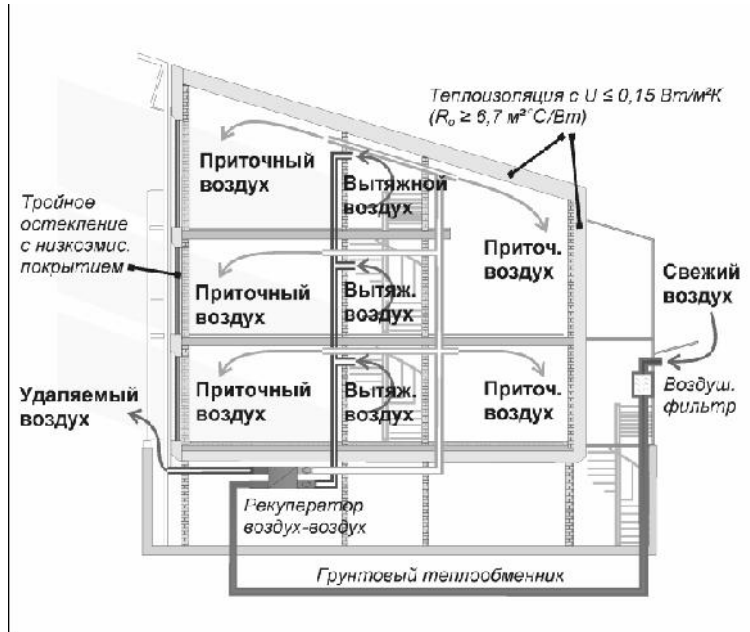 Теплоизоляция с U ≤ 0,15 Вт/м²К
(Rₒ ≥ 6,7 м²°С/Вт)
Приточный
воздух
Вытяжной
воздух
Тройное
остекление
с низкоэмис.
покрытием
Приточ.
воздух
Свежий
воздух
Приточный
воздух
Вытяж.
воздух
Приточный
воздух
Вытяж.
воздух
Приточ.
воздух
Воздуш.
фильтр
Удаляемый
воздух
Рекуператор
воздух-воздух
Грунтовый теплообменник